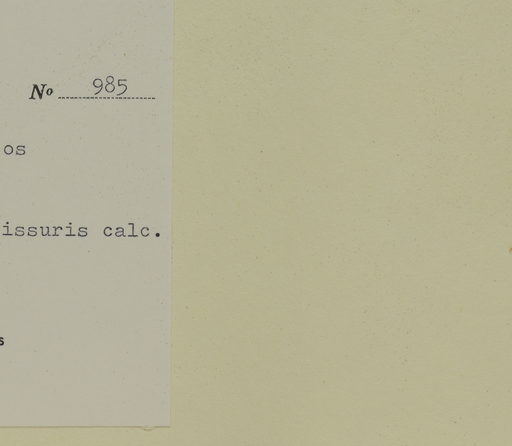 Nº 985
os
issuris calc.
s